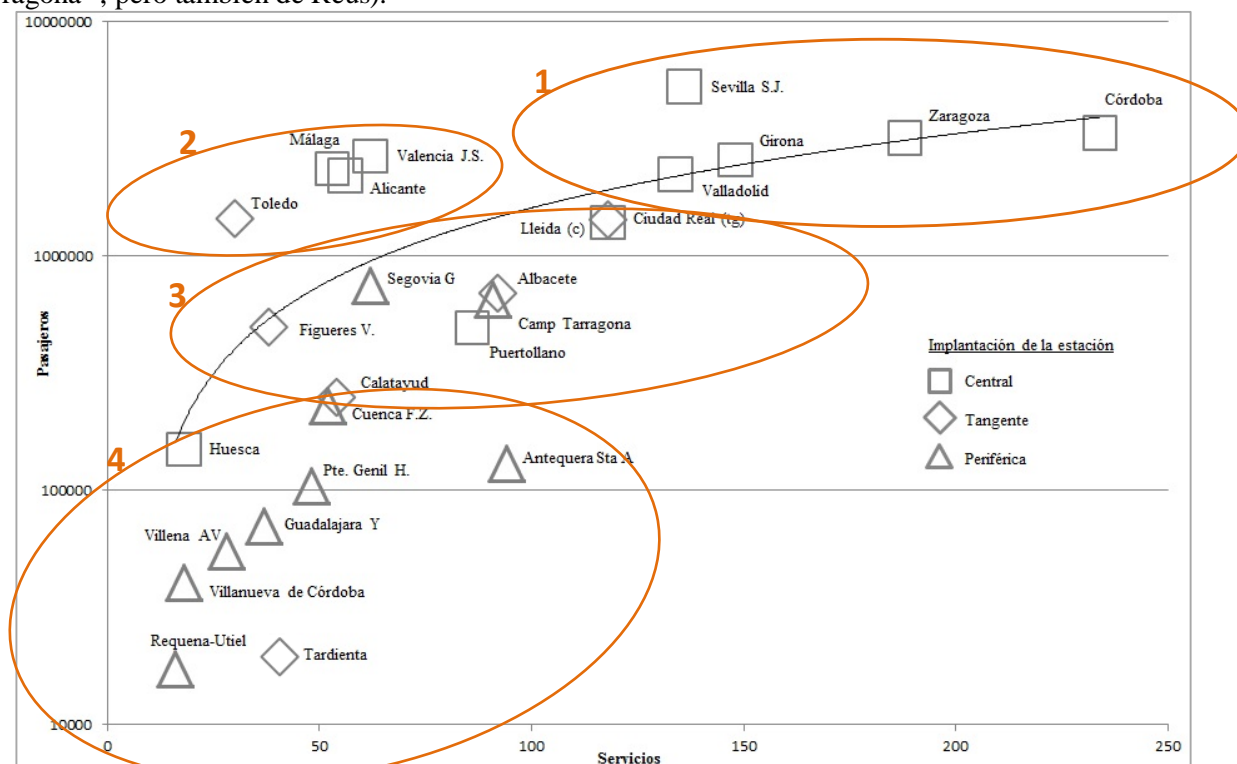 ragona , pero también de Reus).
10000000
1
Sevilla S.J.
Córdoba
Zaragoza
2
Málaga
Girona
Valencia J.S.
Alicante
Valladolid
Toledo
Lleida (c)
Ciudad Real (tg)
1000000
3
Segovia G
Albacete
Figueres V.
Camp Tarragona
Puertollano
Pasajeros
Implantación de la estación
Central
Tangente
Periférica
Calatayud
Cuenca F.Z.
4
Huesca
Antequera Sta A
Pte. Genil H.
100000
Guadalajara Y
Villena AV
Villanueva de Córdoba
Requena-Utiel
Tardienta
10000
0
50
100
150
200
250
Servicios